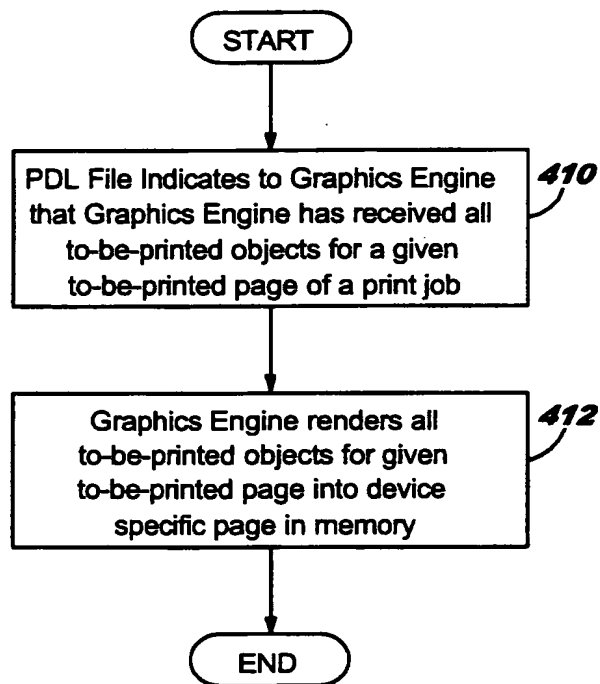 START
PDL File Indicates to Graphics Engine
that Graphics Engine has received all
to-be-printed objects for a given
to-be-printed page of a print job
410
Graphics Engine renders all
to-be-printed objects for given
to-be-printed page into device
specific page in memory
412
END